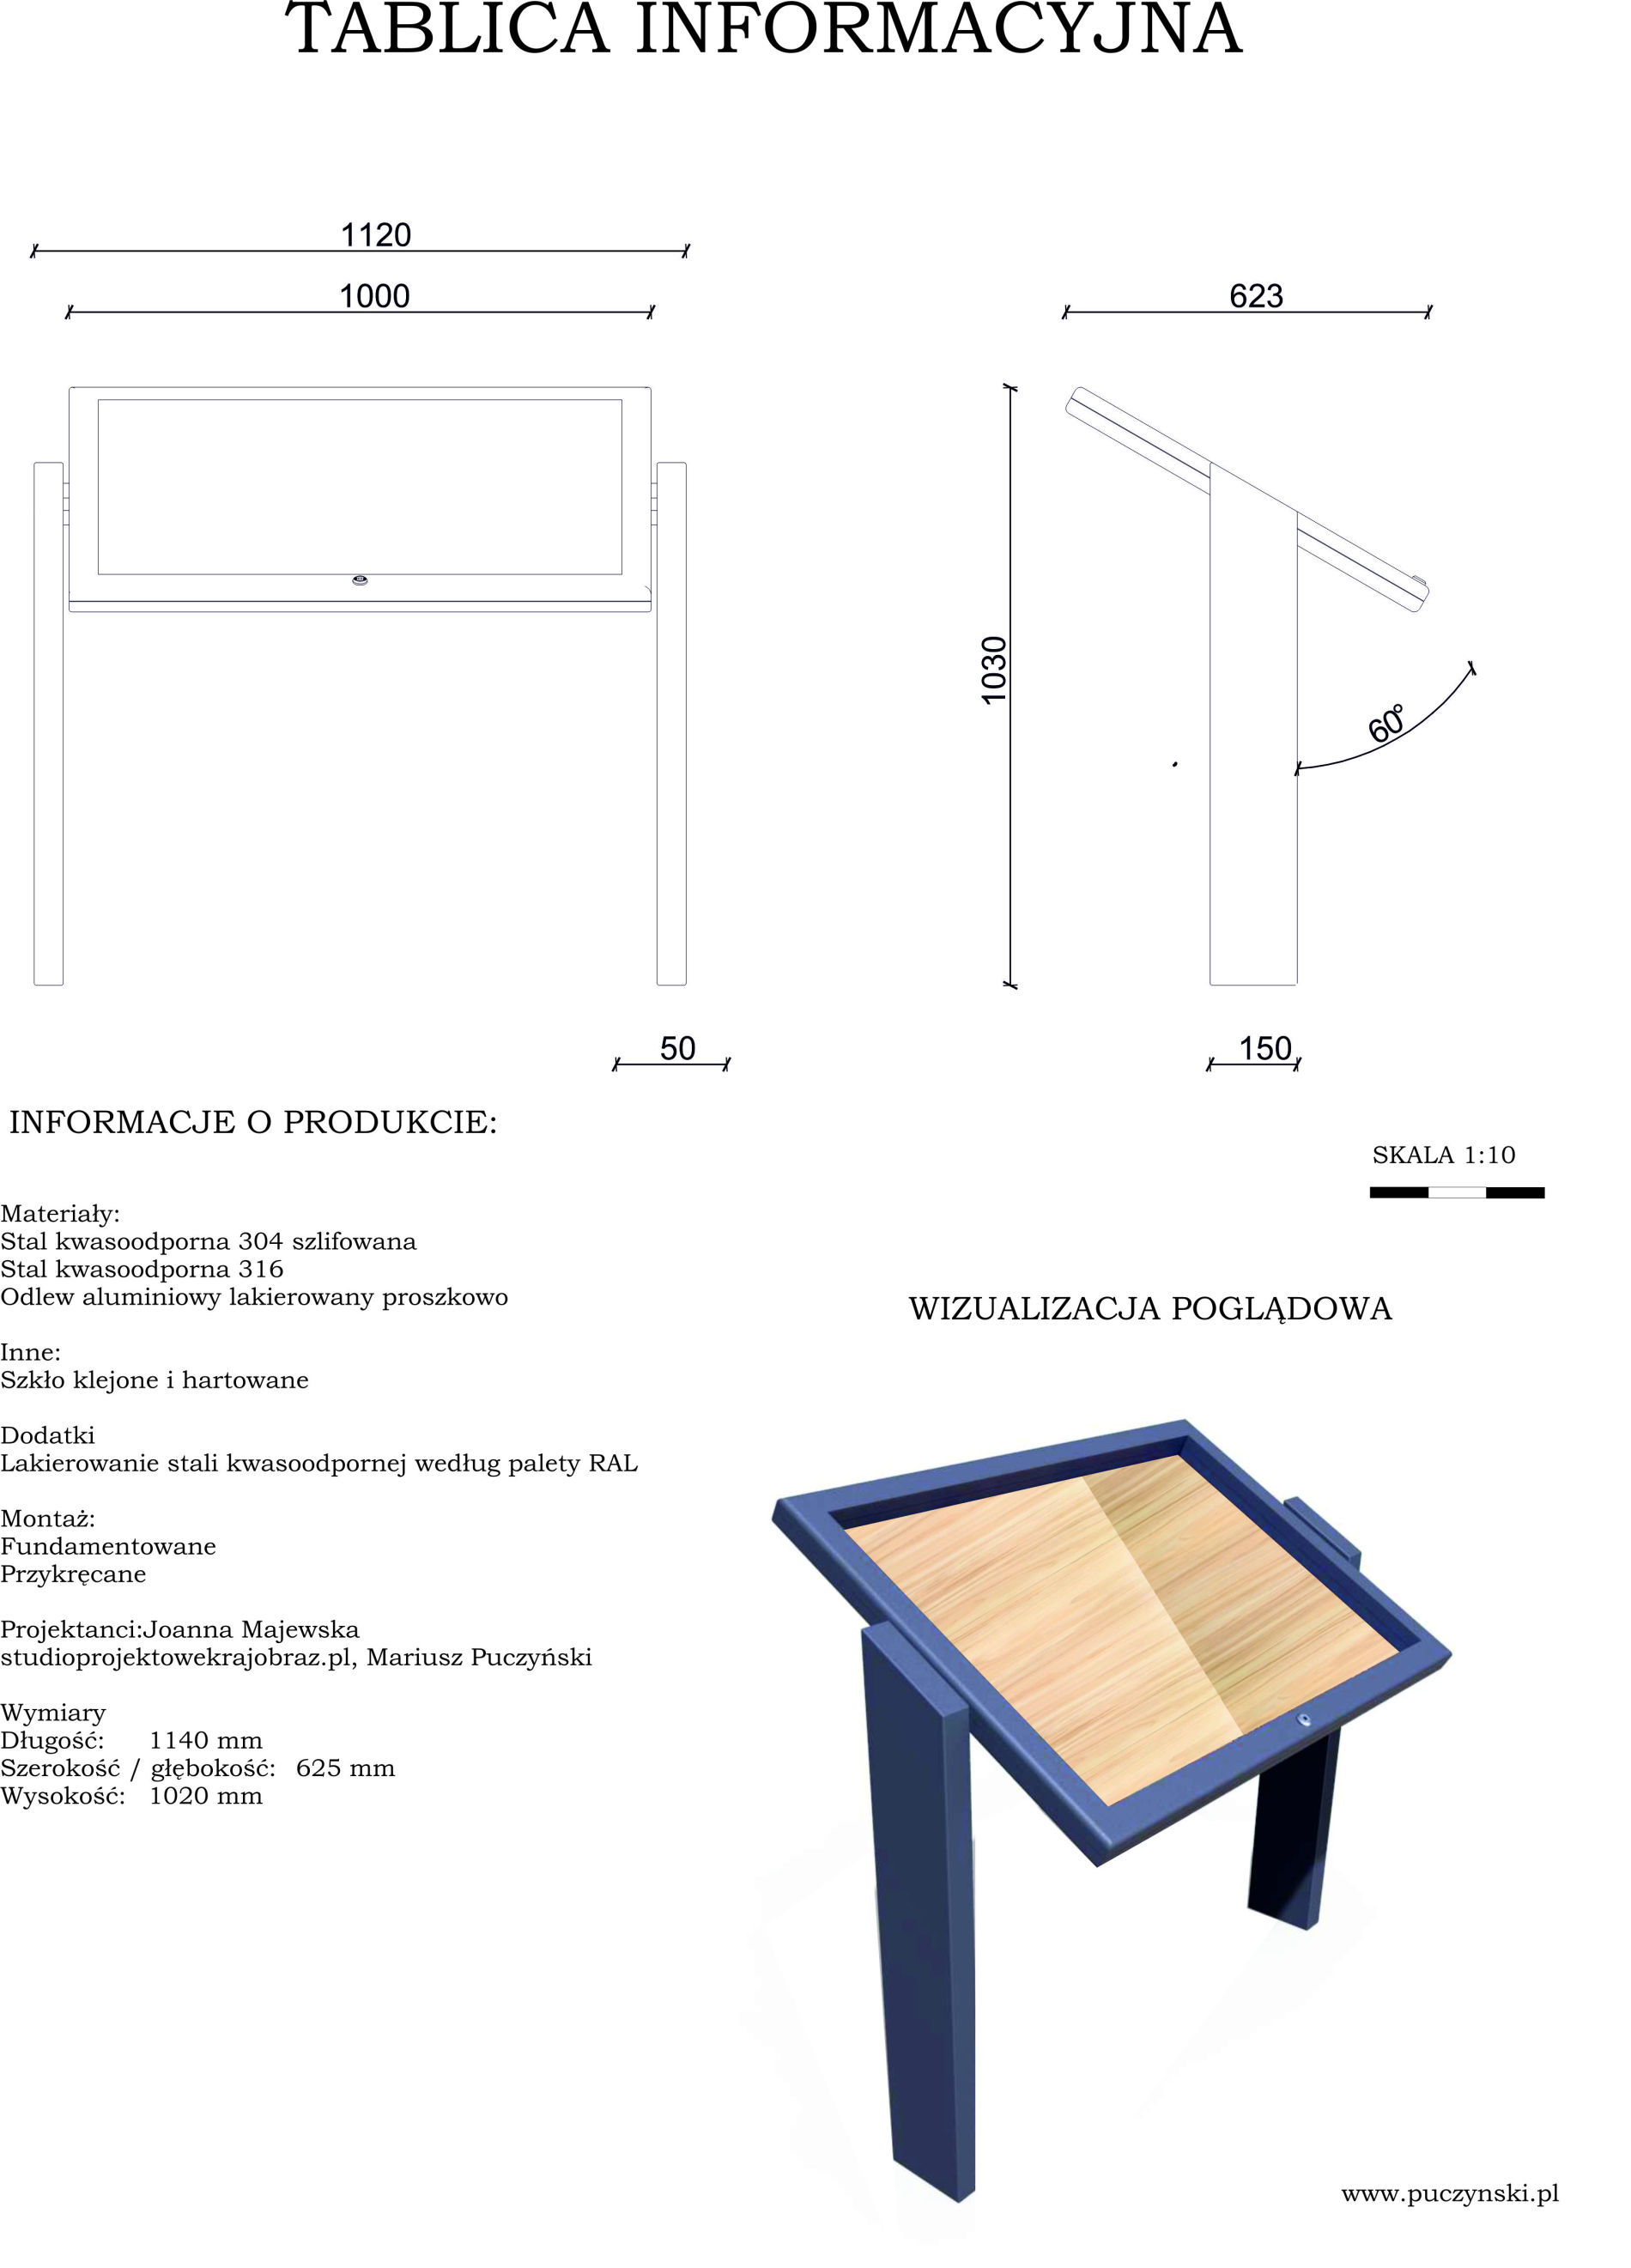 TABLICA INFORMACYJNA
1120
1000
623
1030
60°
50
150
INFORMACJE O PRODUKCIE:
SKALA 1:10
Materiały:
Stal kwasoodporna 304 szlifowana
Stal kwasoodporna 316
Odlew aluminiowy lakierowany proszkowo
Inne:
Szkło klejone i hartowane
Dodatki
Lakierowanie stali kwasoodpornej według palety RAL
Montaż:
Fundamentowane
Przykręcane
Projektanci:Joanna Majewska
studioprojektowekrajobraz.pl, Mariusz Puczyński
Wymiary
Długość: 1140 mm
Szerokość / głębokość: 625 mm
Wysokość: 1020 mm
WIZUALIZACJA POGLĄDOWA
www.puczynski.pl